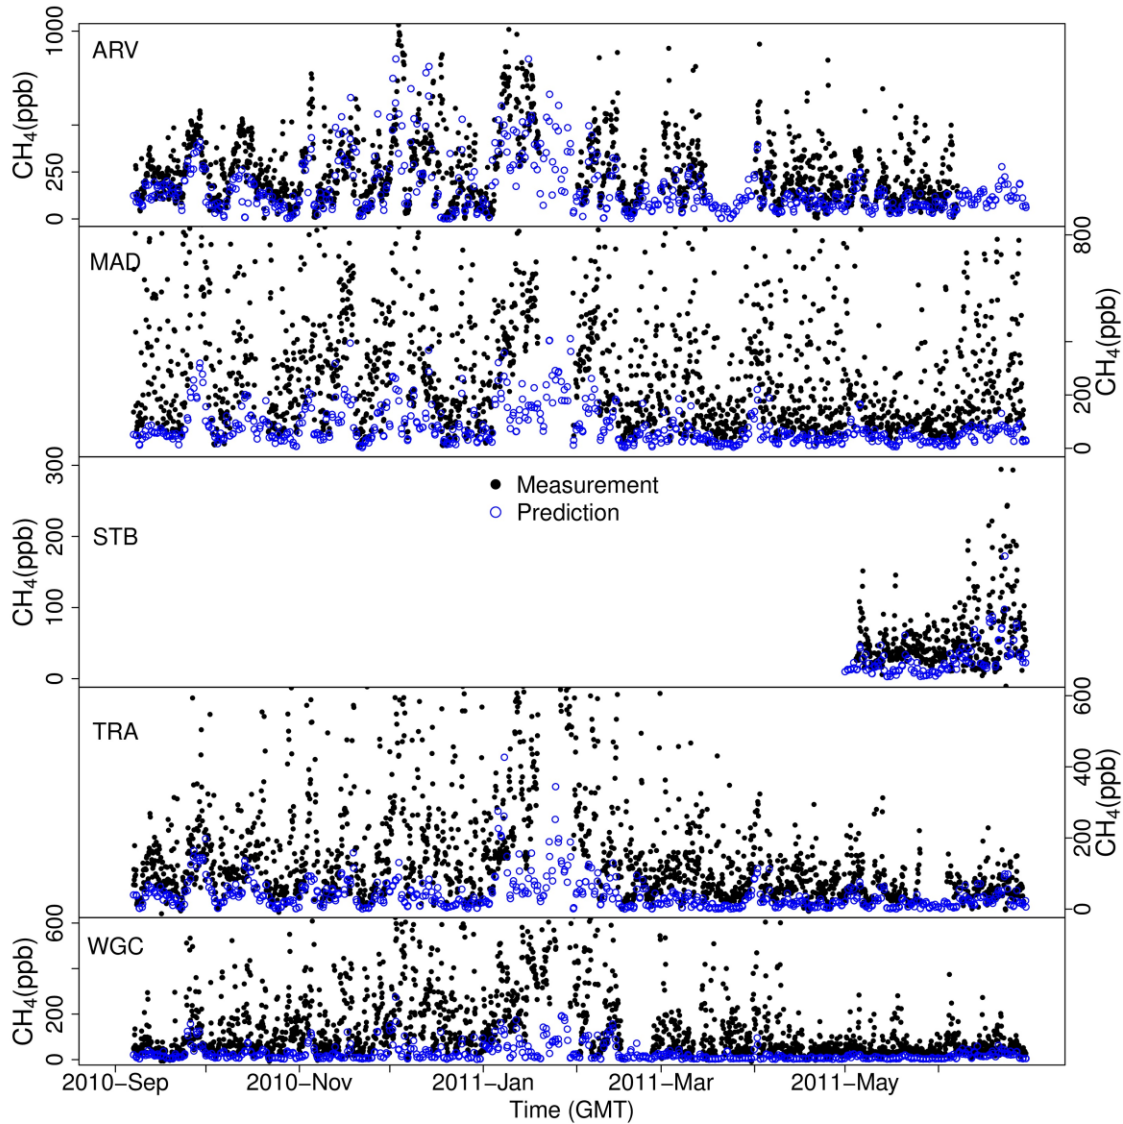 ARV
CH₄(ppb)
1000
250
0
MAD
CH₄(ppb)
800
200
0
STB
CH₄(ppb)
300
200
100
0
Measurement
Prediction
TRA
CH₄(ppb)
600
400
200
0
WGC
CH₄(ppb)
600
200
0
2010–Sep 2010–Nov 2011–Jan 2011–Mar 2011–May
Time (GMT)